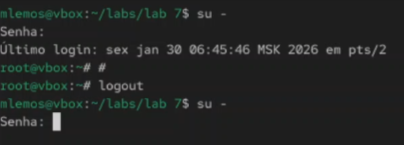 mlemos@vbox:~/labs/lab 7$ su -
Senha:
Último login: sex jan 30 06:45:46 MSK 2026 em pts/2
root@vbox:~# #
root@vbox:~# logout
mlemos@vbox:~/labs/lab 7$ su -
Senha: